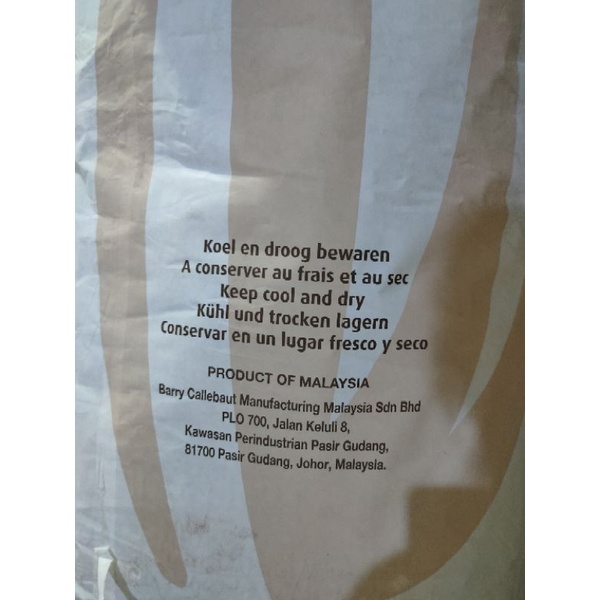 Koel en droog bewaren
A conserver au frais et au sec
Keep cool and dry
Kühl und trocken lagern
Conservar en un lugar fresco y seco
PRODUCT OF MALAYSIA
Barry Callebaut Manufacturing Malaysia Sdn Bhd
PLO 700, Jalan Keluli 8,
Kawasan Perindustrian Pasir Gudang,
81700 Pasir Gudang, Johor, Malaysia.